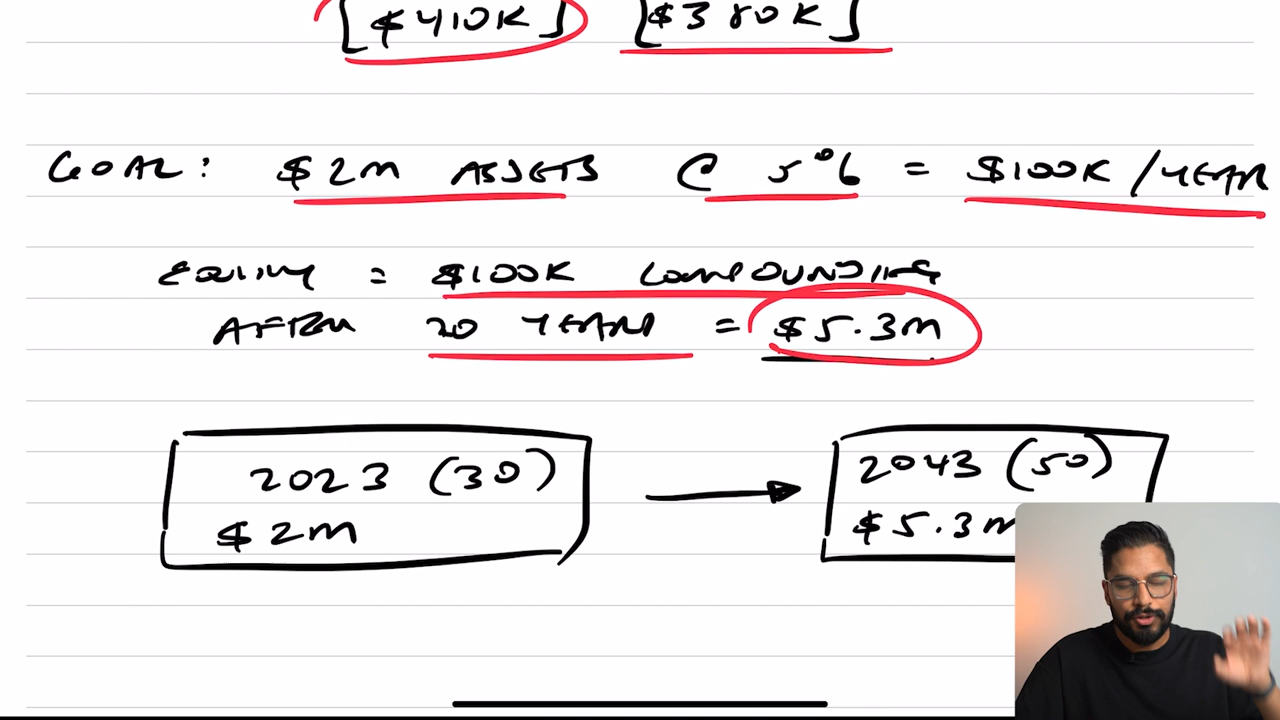 [$410K] [$380K]
GOAL: $2M ASSETS @ 5% = $100K / YEAR
EQUITY = $100K COMPOUNDING
AFTER 20 YEARS = $5.3M
2023 (30) 2043 (50)
$2M $5.3M